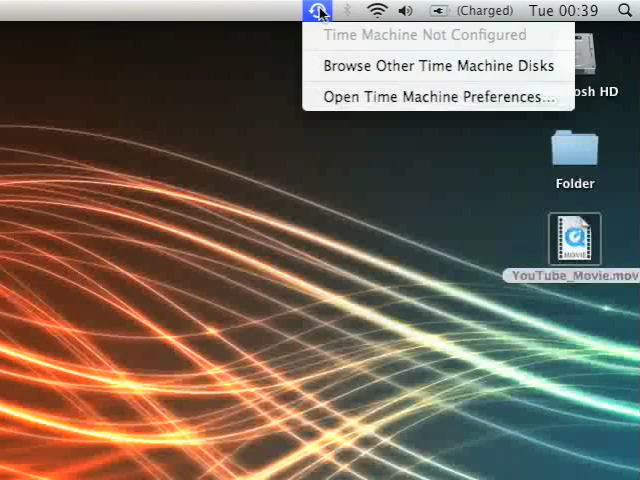 (Charged) Tue 00:39
Time Machine Not Configured
Browse Other Time Machine Disks
Open Time Machine Preferences...
osh HD
Folder
MOVIE
YouTube_Movie.mov